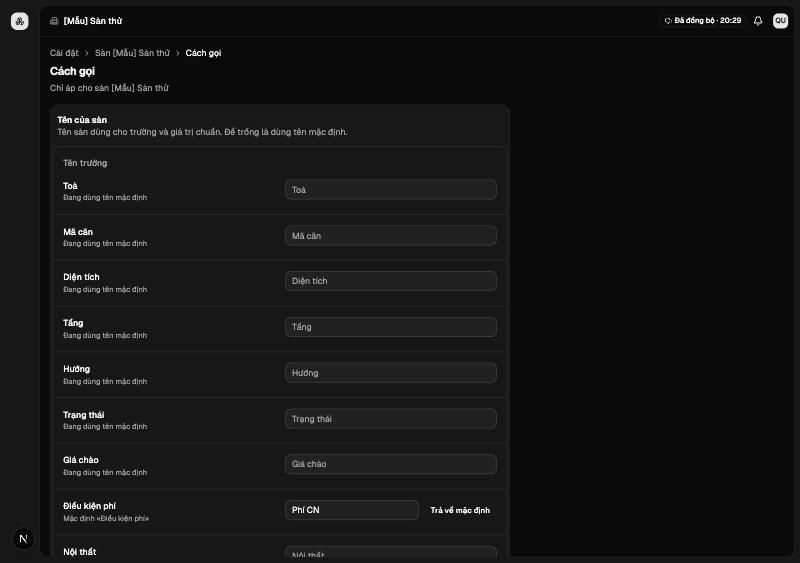 [Mẫu] Sàn thử
Đã đồng bộ · 20:29
QU
Cài đặt > Sàn [Mẫu] Sàn thử > Cách gọi
Cách gọi
Chỉ áp cho sàn [Mẫu] Sàn thử
Tên của sàn
Tên sàn dùng cho trường và giá trị chuẩn. Để trống là dùng tên mặc định.
Tên trường
Toà
Đang dùng tên mặc định
Toà
Mã căn
Đang dùng tên mặc định
Mã căn
Diện tích
Đang dùng tên mặc định
Diện tích
Tầng
Đang dùng tên mặc định
Tầng
Hướng
Đang dùng tên mặc định
Hướng
Trạng thái
Đang dùng tên mặc định
Trạng thái
Giá chào
Đang dùng tên mặc định
Giá chào
Điều kiện phí
Mặc định «Điều kiện phí»
Phí CN
Trả về mặc định
Nội thất
Nội thất
N